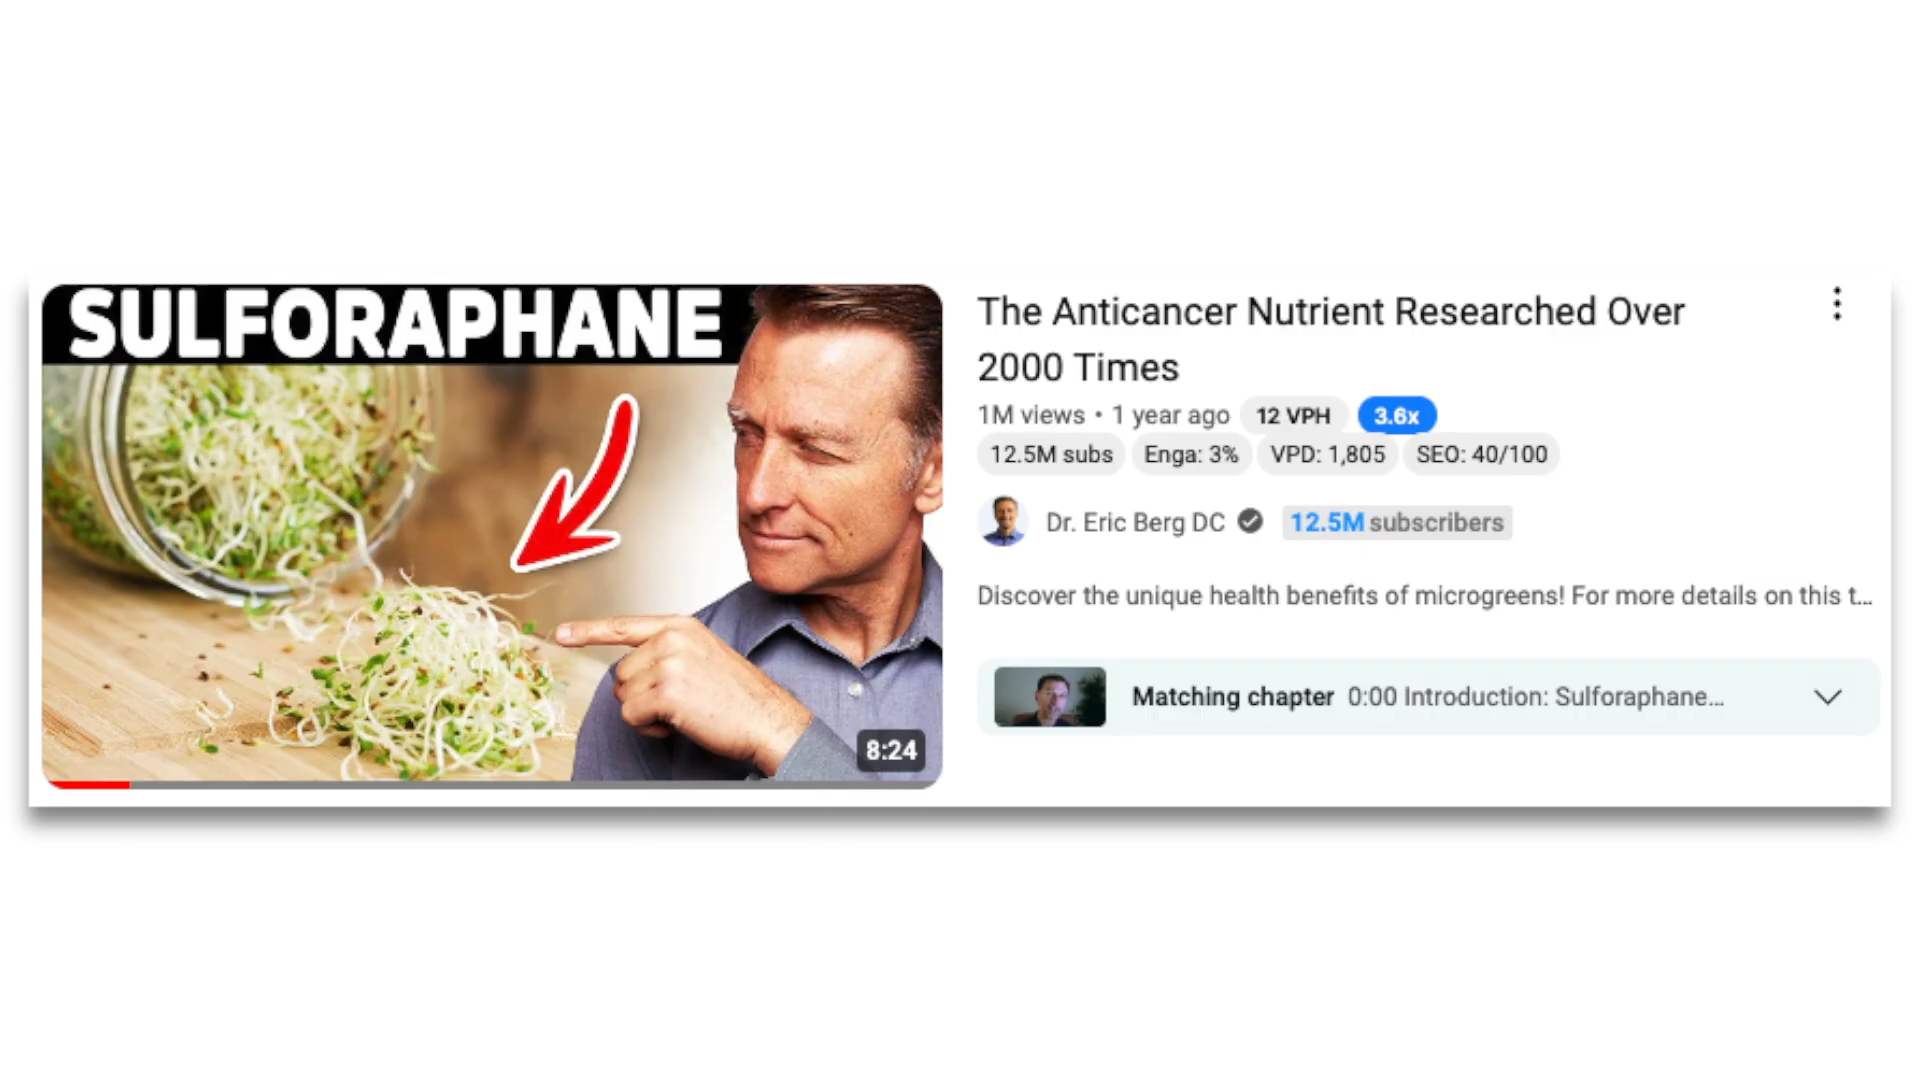 SULFORAPHANE
8:24
The Anticancer Nutrient Researched Over
2000 Times
1M views • 1 year ago 12 VPH 3.6x
12.5M subs Enga: 3% VPD: 1,805 SEO: 40/100
Dr. Eric Berg DC 12.5M subscribers
Discover the unique health benefits of microgreens! For more details on this t...
Matching chapter 0:00 Introduction: Sulforaphane...